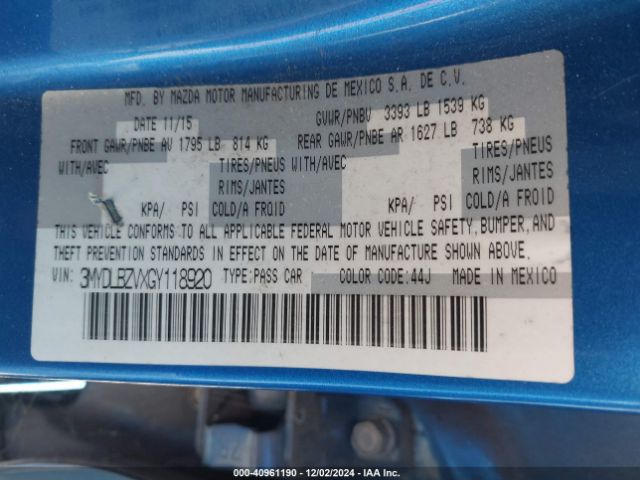 MFD. BY MAZDA MOTOR MANUFACTURING DE MEXICO S.A. DE C.V.
DATE 11/15 GVWR/PNBV 3393 LB 1539 KG
FRONT GAWR/PNBE AV 1795 LB 814 KG REAR GAWR/PNBE AR 1627 LB 738 KG
WITH/AVEC TIRES/PNEUS WITH/AVEC TIRES/PNEUS
RIMS/JANTES RIMS/JANTES
KPA/ PSI COLD/A FROID KPA/ PSI COLD/A FROID
THIS VEHICLE CONFORMS TO ALL APPLICABLE FEDERAL MOTOR VEHICLE SAFETY, BUMPER, AND
THEFT PREVENTION STANDARDS IN EFFECT ON THE DATE OF MANUFACTURE SHOWN ABOVE.
VIN: 3MYDLBZVXGY118920 TYPE:PASS CAR COLOR CODE:44J MADE IN MEXICO
00-40961190 - 12/02/2024 - IAA Inc.